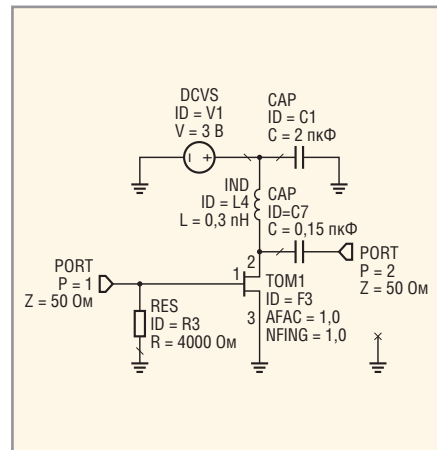 DCVS
ID = V1
V = 3 В
CAP
ID = C1
C = 2 пкФ
IND
ID = L4
L = 0,3 nH
CAP
ID=C7
C = 0,15 пкФ
PORT
P = 1
Z = 50 Ом
1
2
3
TOM1
ID = F3
AFAC = 1,0
NFING = 1,0
PORT
P = 2
Z = 50 Ом
RES
ID = R3
R = 4000 Ом